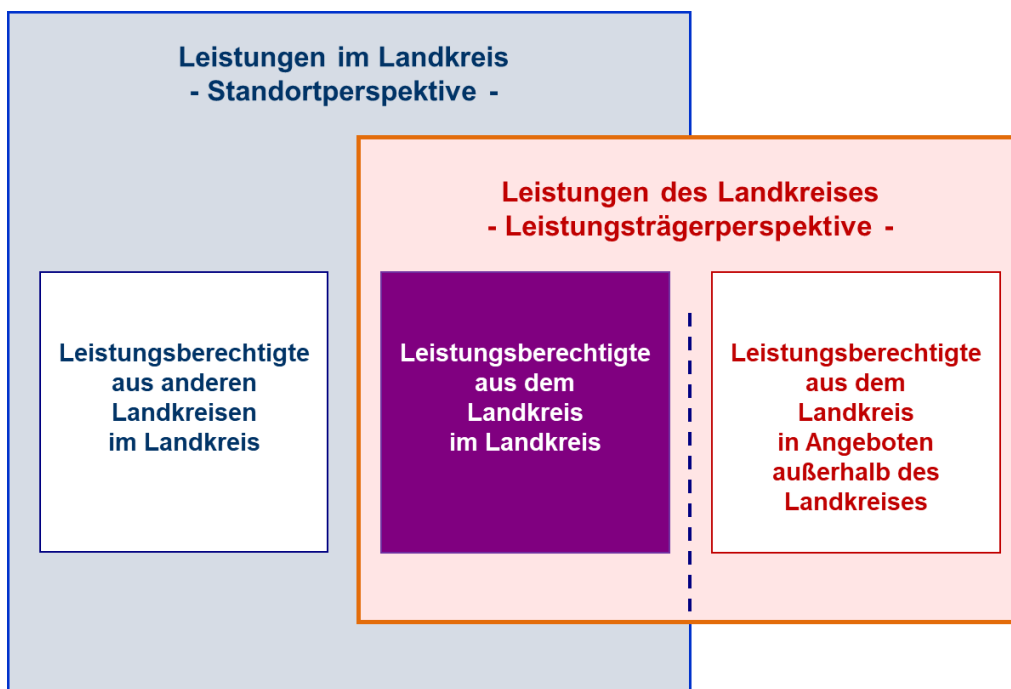 Leistungen im Landkreis
- Standortperspektive -
Leistungen des Landkreises
- Leistungsträgerperspektive -
Leistungsberechtigte
aus anderen
Landkreisen
im Landkreis
Leistungsberechtigte
aus dem
Landkreis
im Landkreis
Leistungsberechtigte
aus dem
Landkreis
in Angeboten
außerhalb des
Landkreises